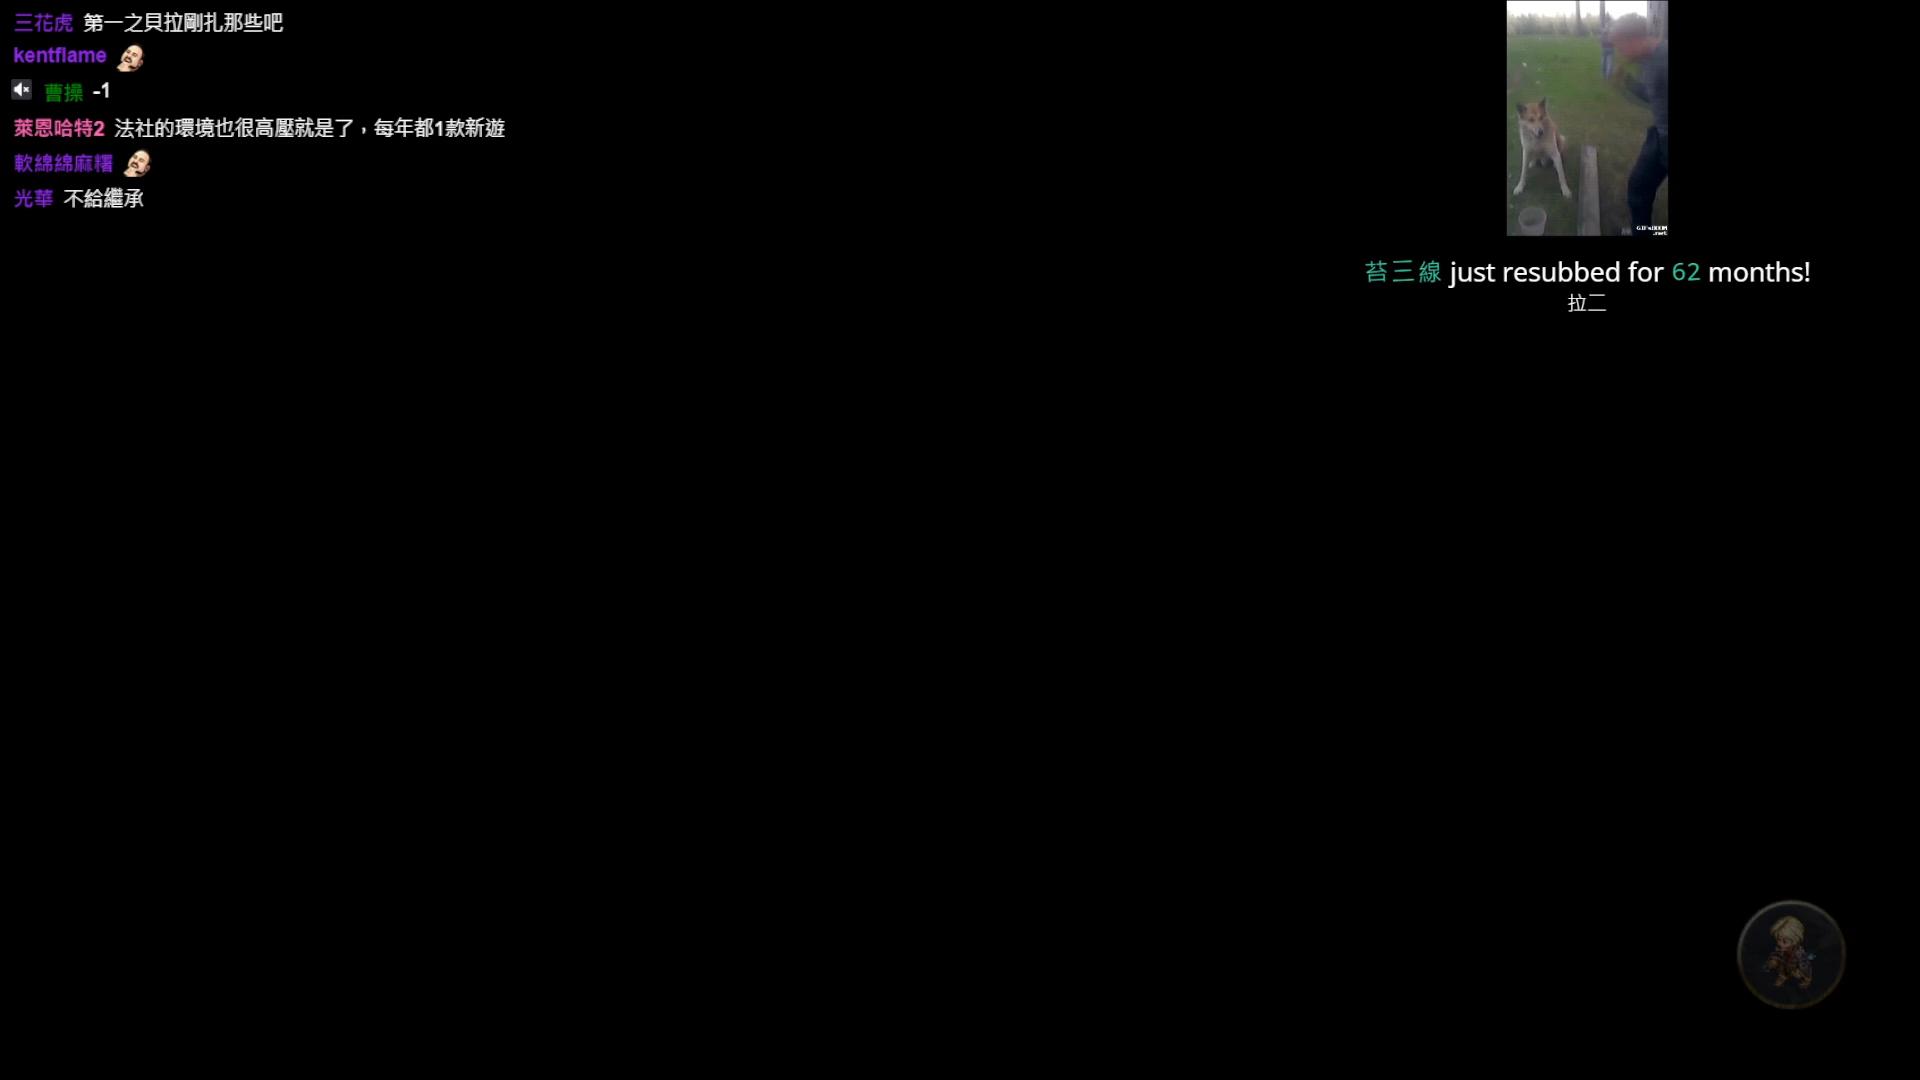 三花虎 第一之貝拉剛扎那些吧
kentflame
曹操 -1
萊恩哈特2 法社的環境也很高壓就是了，每年都1款新遊
軟綿綿麻糬
光華 不給繼承
苔三線 just resubbed for 62 months!
拉二